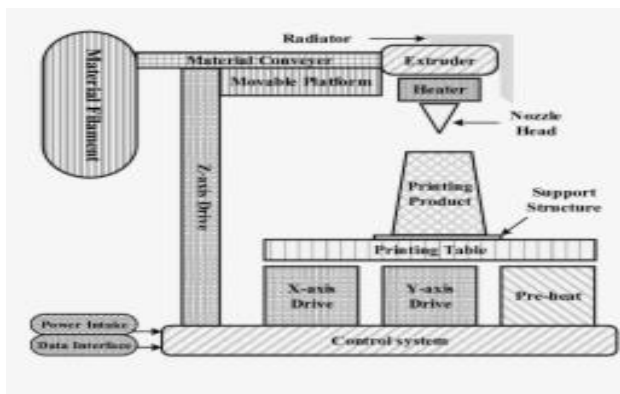 Radiator
Material Conveyer
Extruder
Movable Platform
Heater
Material Filament
Nozzle
Head
Z-axis Drive
Printing
Product
Support
Structure
Printing Table
X-axis
Drive
Y-axis
Drive
Pre-heat
Power Intake
Data Interface
Control system